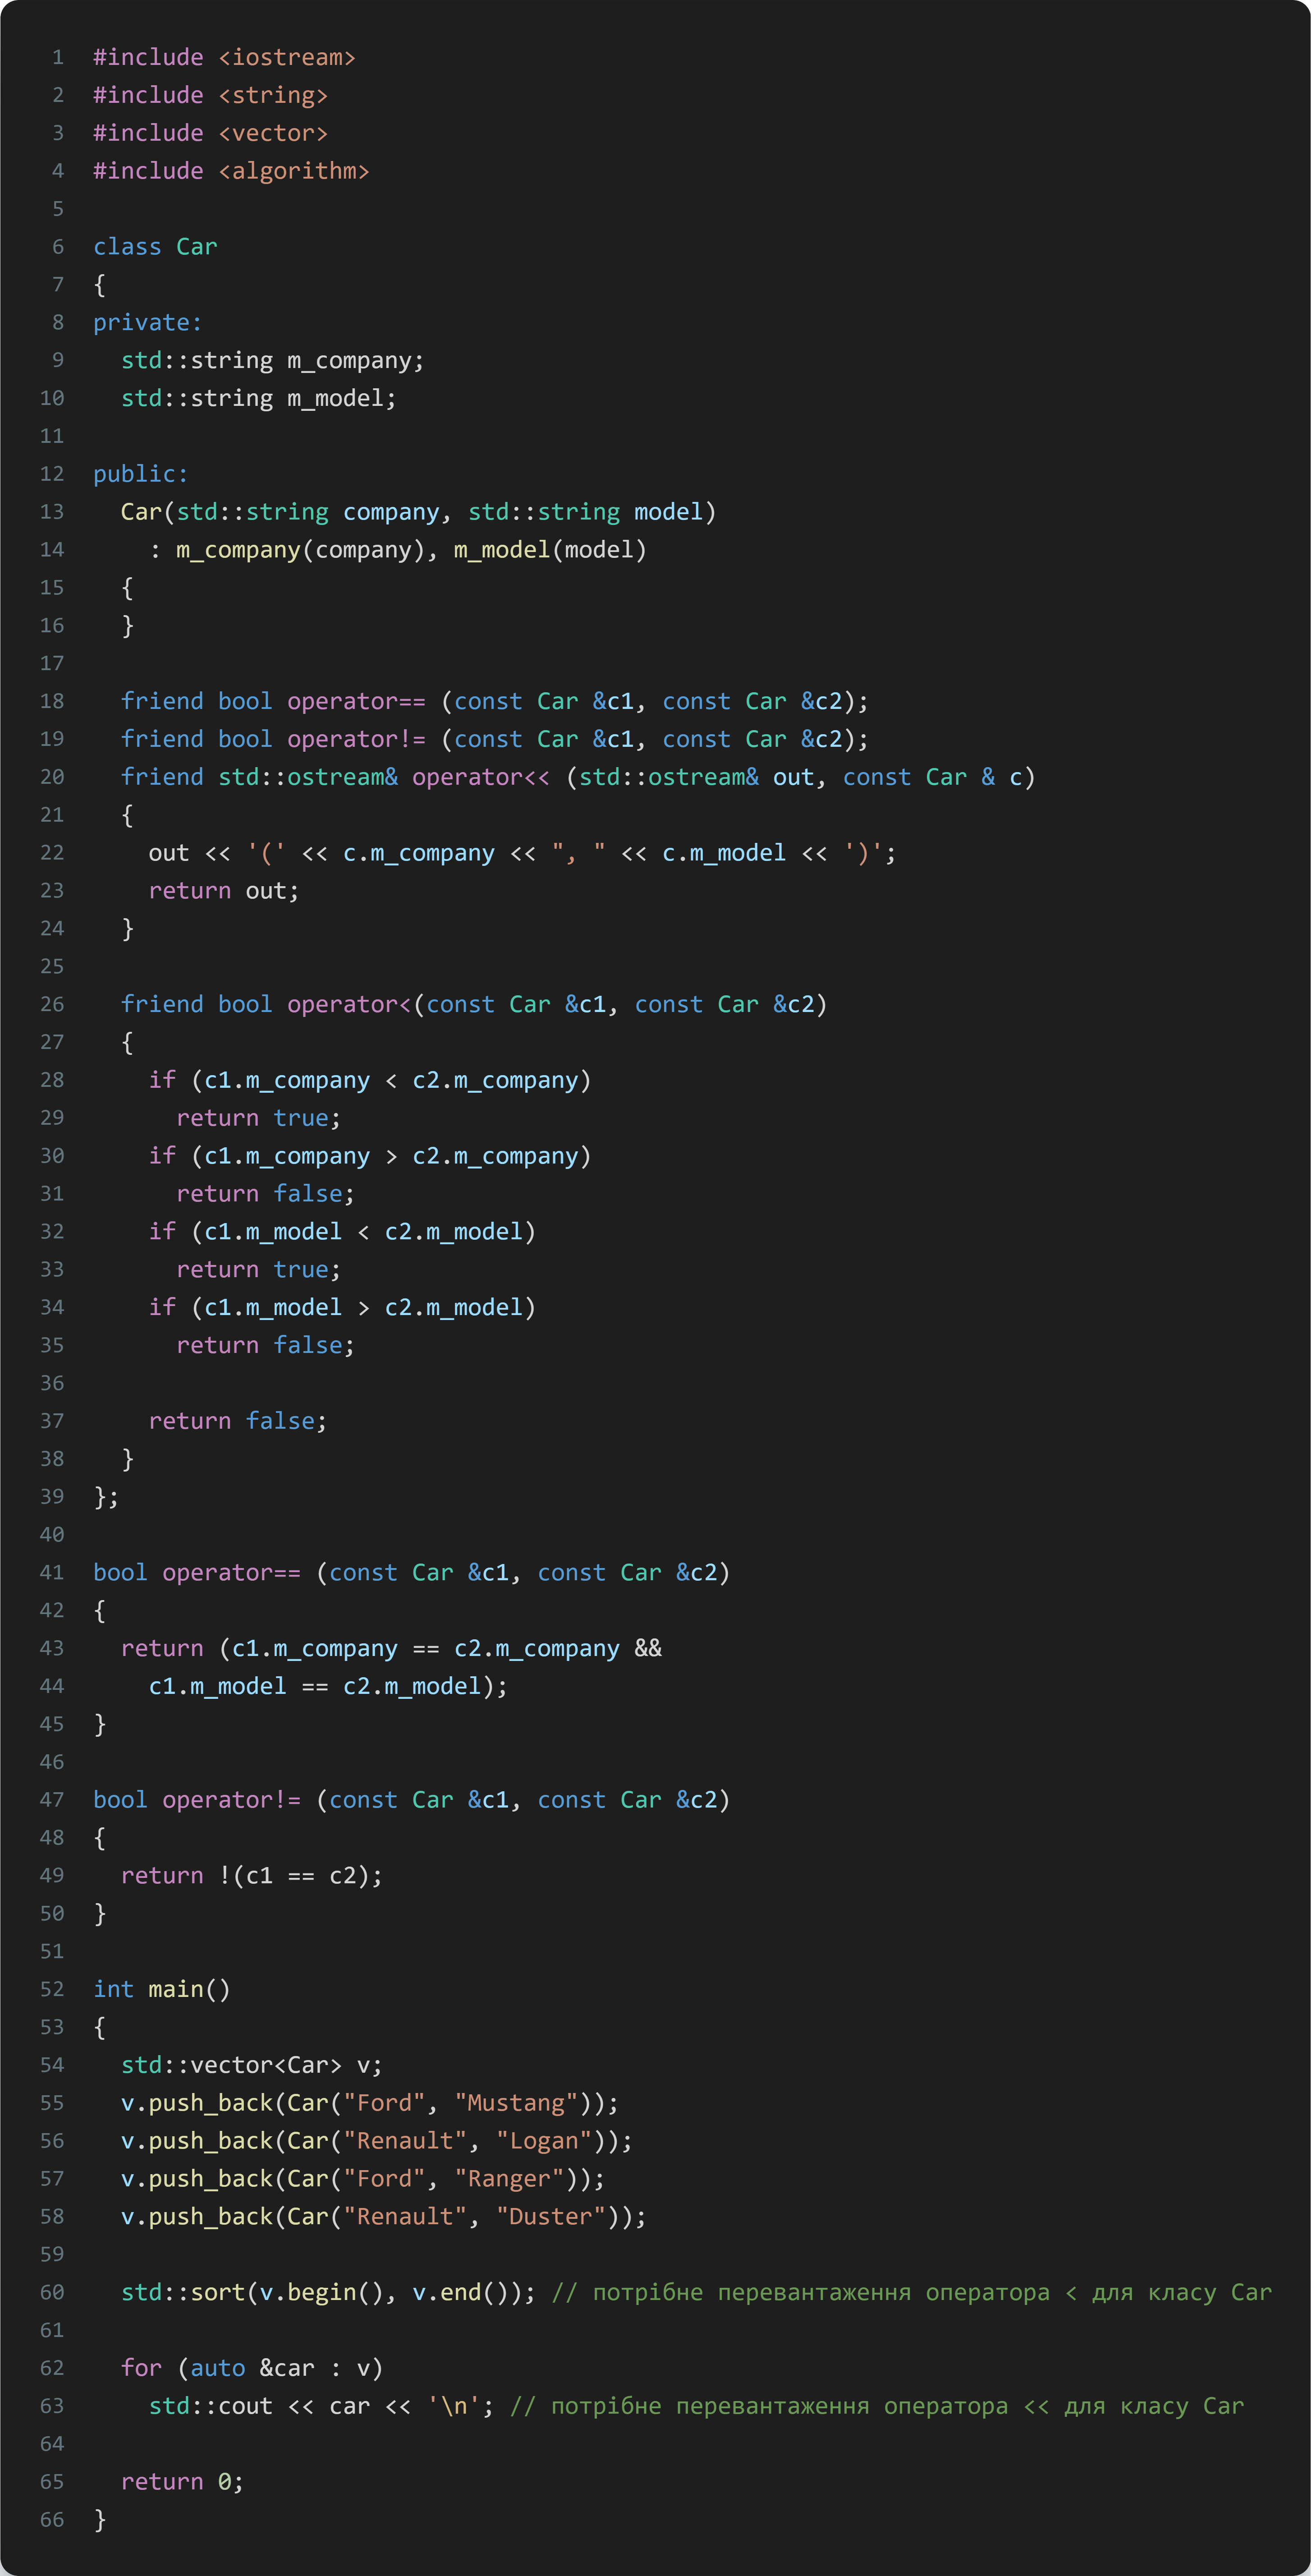 1 #include <iostream>
2 #include <string>
3 #include <vector>
4 #include <algorithm>
5
6 class Car
7 {
8 private:
9   std::string m_company;
10   std::string m_model;
11
12 public:
13   Car(std::string company, std::string model)
14     : m_company(company), m_model(model)
15   {
16   }
17
18   friend bool operator== (const Car &c1, const Car &c2);
19   friend bool operator!= (const Car &c1, const Car &c2);
20   friend std::ostream& operator<< (std::ostream& out, const Car & c)
21   {
22     out << '(' << c.m_company << ", " << c.m_model << ')';
23     return out;
24   }
25
26   friend bool operator<(const Car &c1, const Car &c2)
27   {
28     if (c1.m_company < c2.m_company)
29       return true;
30     if (c1.m_company > c2.m_company)
31       return false;
32     if (c1.m_model < c2.m_model)
33       return true;
34     if (c1.m_model > c2.m_model)
35       return false;
36
37     return false;
38   }
39 };
40
41 bool operator== (const Car &c1, const Car &c2)
42 {
43   return (c1.m_company == c2.m_company &&
44     c1.m_model == c2.m_model);
45 }
46
47 bool operator!= (const Car &c1, const Car &c2)
48 {
49   return !(c1 == c2);
50 }
51
52 int main()
53 {
54   std::vector<Car> v;
55   v.push_back(Car("Ford", "Mustang"));
56   v.push_back(Car("Renault", "Logan"));
57   v.push_back(Car("Ford", "Ranger"));
58   v.push_back(Car("Renault", "Duster"));
59
60   std::sort(v.begin(), v.end()); // потрібне перевантаження оператора < для класу Car
61
62   for (auto &car : v)
63     std::cout << car << '\n'; // потрібне перевантаження оператора << для класу Car
64
65   return 0;
66 }